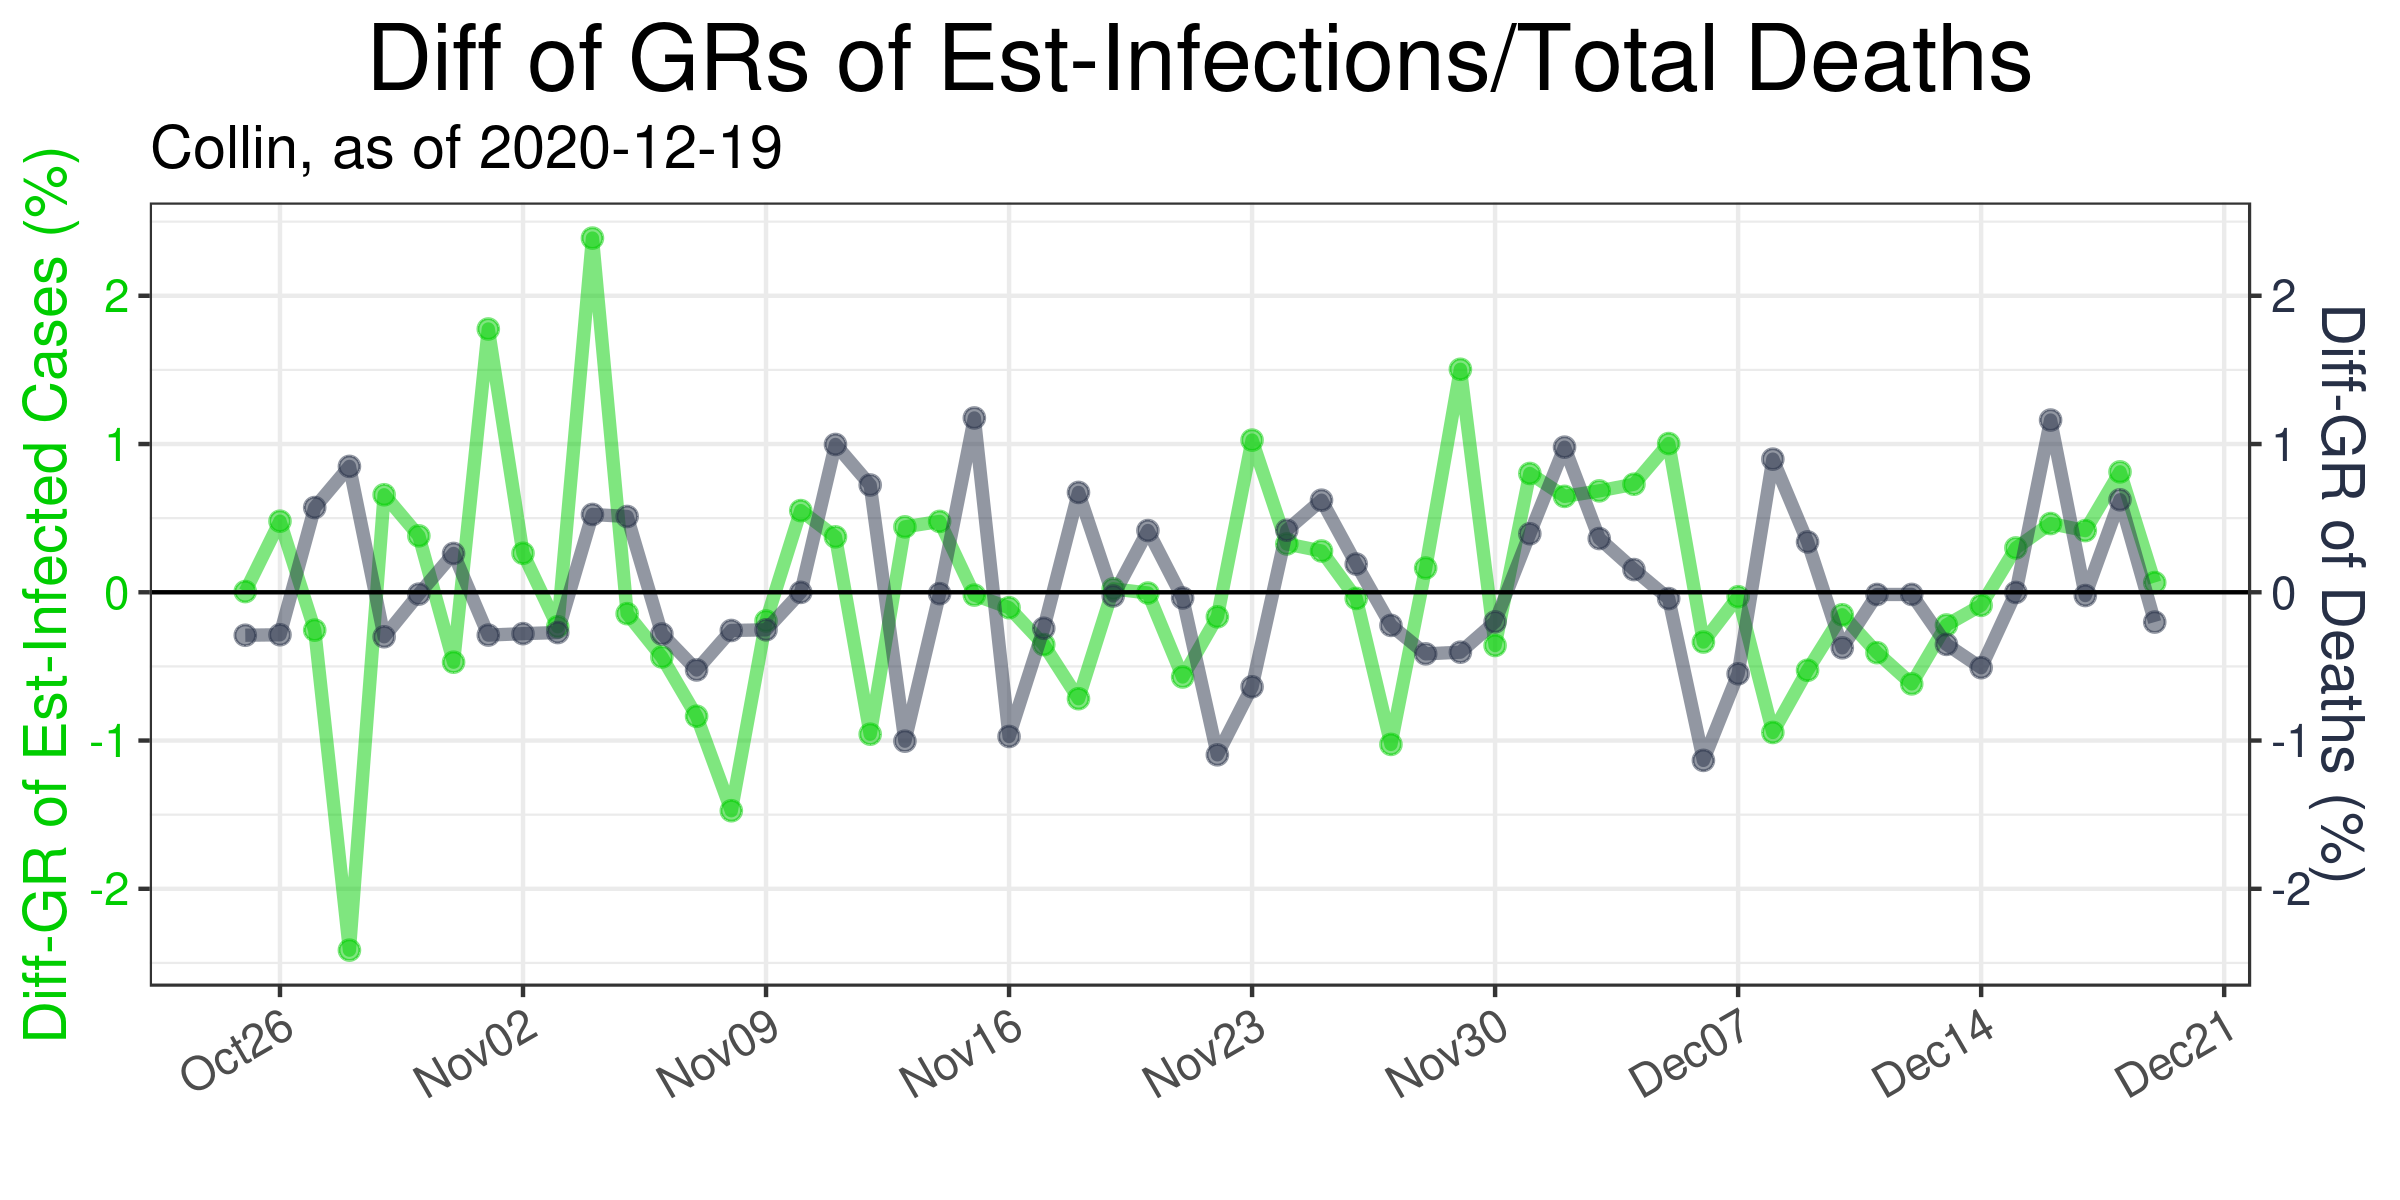 Diff of GRs of Est-Infections/Total Deaths
Collin, as of 2020-12-19
Diff-GR of Est-Infected Cases (%)
2
1
0
-1
-2
2
1
0
-1
-2
Diff-GR of Deaths (%)
Oct26
Nov02
Nov09
Nov16
Nov23
Nov30
Dec07
Dec14
Dec21